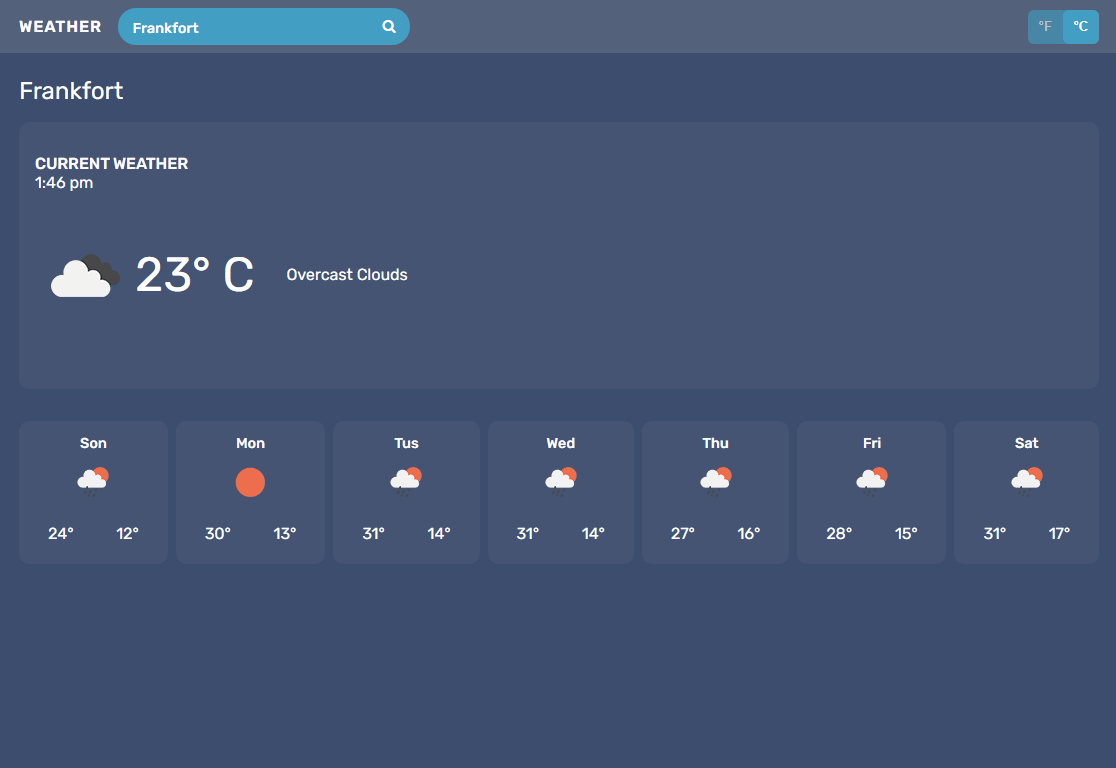 WEATHER Frankfort °F °C
Frankfort
CURRENT WEATHER
1:46 pm
23° C Overcast Clouds
Son Mon Tus Wed Thu Fri Sat
24° 12° 30° 13° 31° 14° 31° 14° 27° 16° 28° 15° 31° 17°